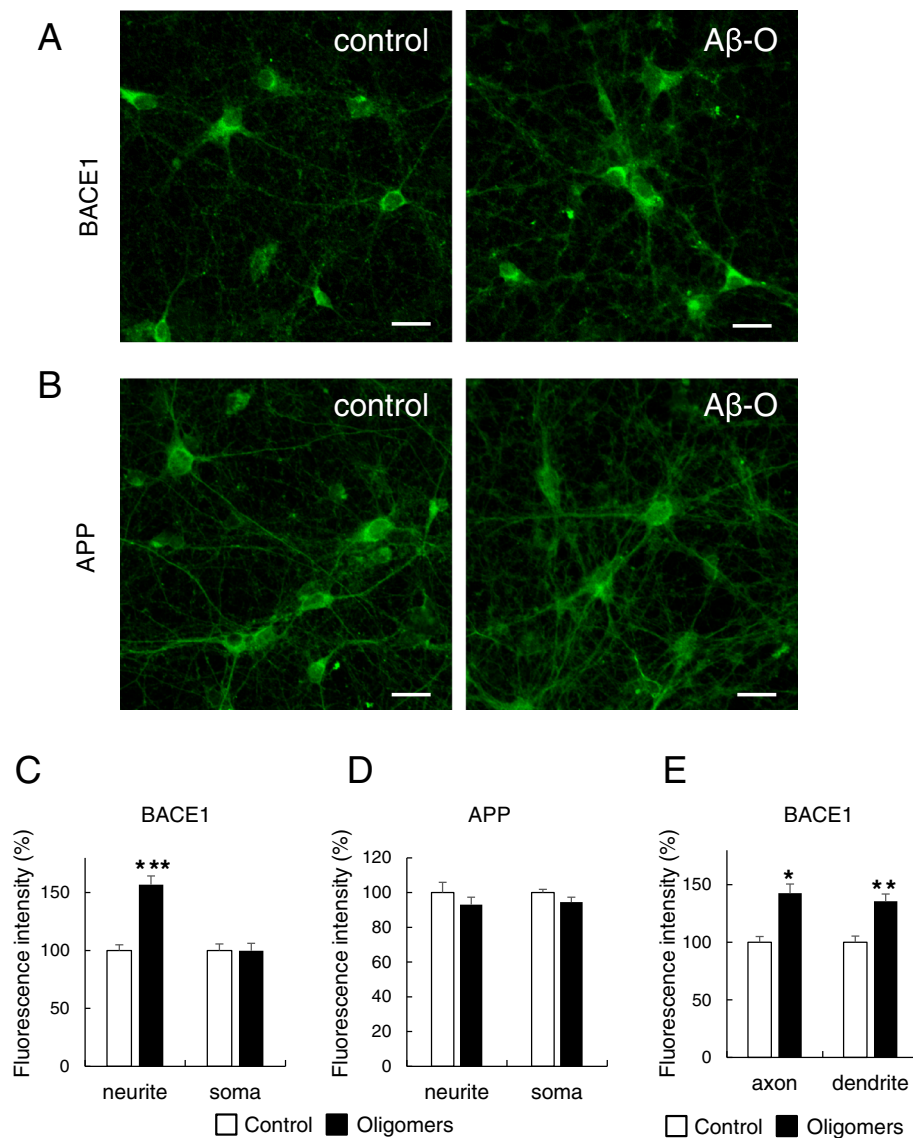 A
control
Aβ-O
BACE1
B
control
Aβ-O
APP
C
BACE1
Fluorescence intensity (%)
150
100
50
0
***
neurite
soma
D
APP
Fluorescence intensity (%)
120
100
80
60
40
20
0
neurite
soma
Control Oligomers
E
BACE1
Fluorescence intensity (%)
150
100
50
0
*
**
axon
dendrite
Control Oligomers